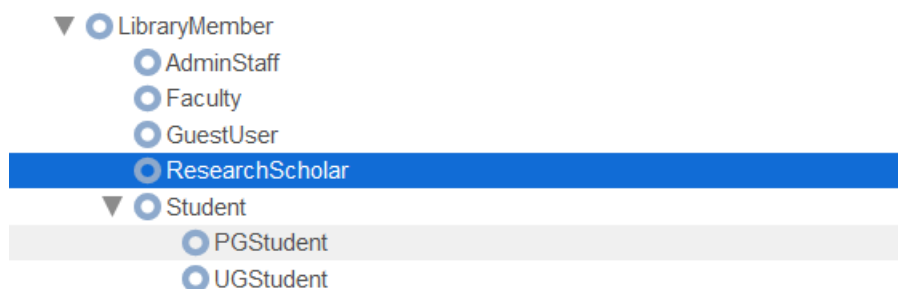 LibraryMember
AdminStaff
Faculty
GuestUser
ResearchScholar
Student
PGStudent
UGStudent